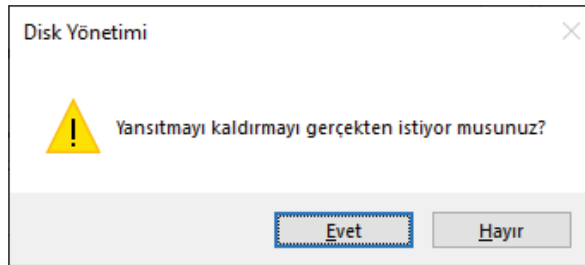 Disk Yönetimi
Yansıtmayı kaldırmayı gerçekten istiyor musunuz?
Evet
Hayır